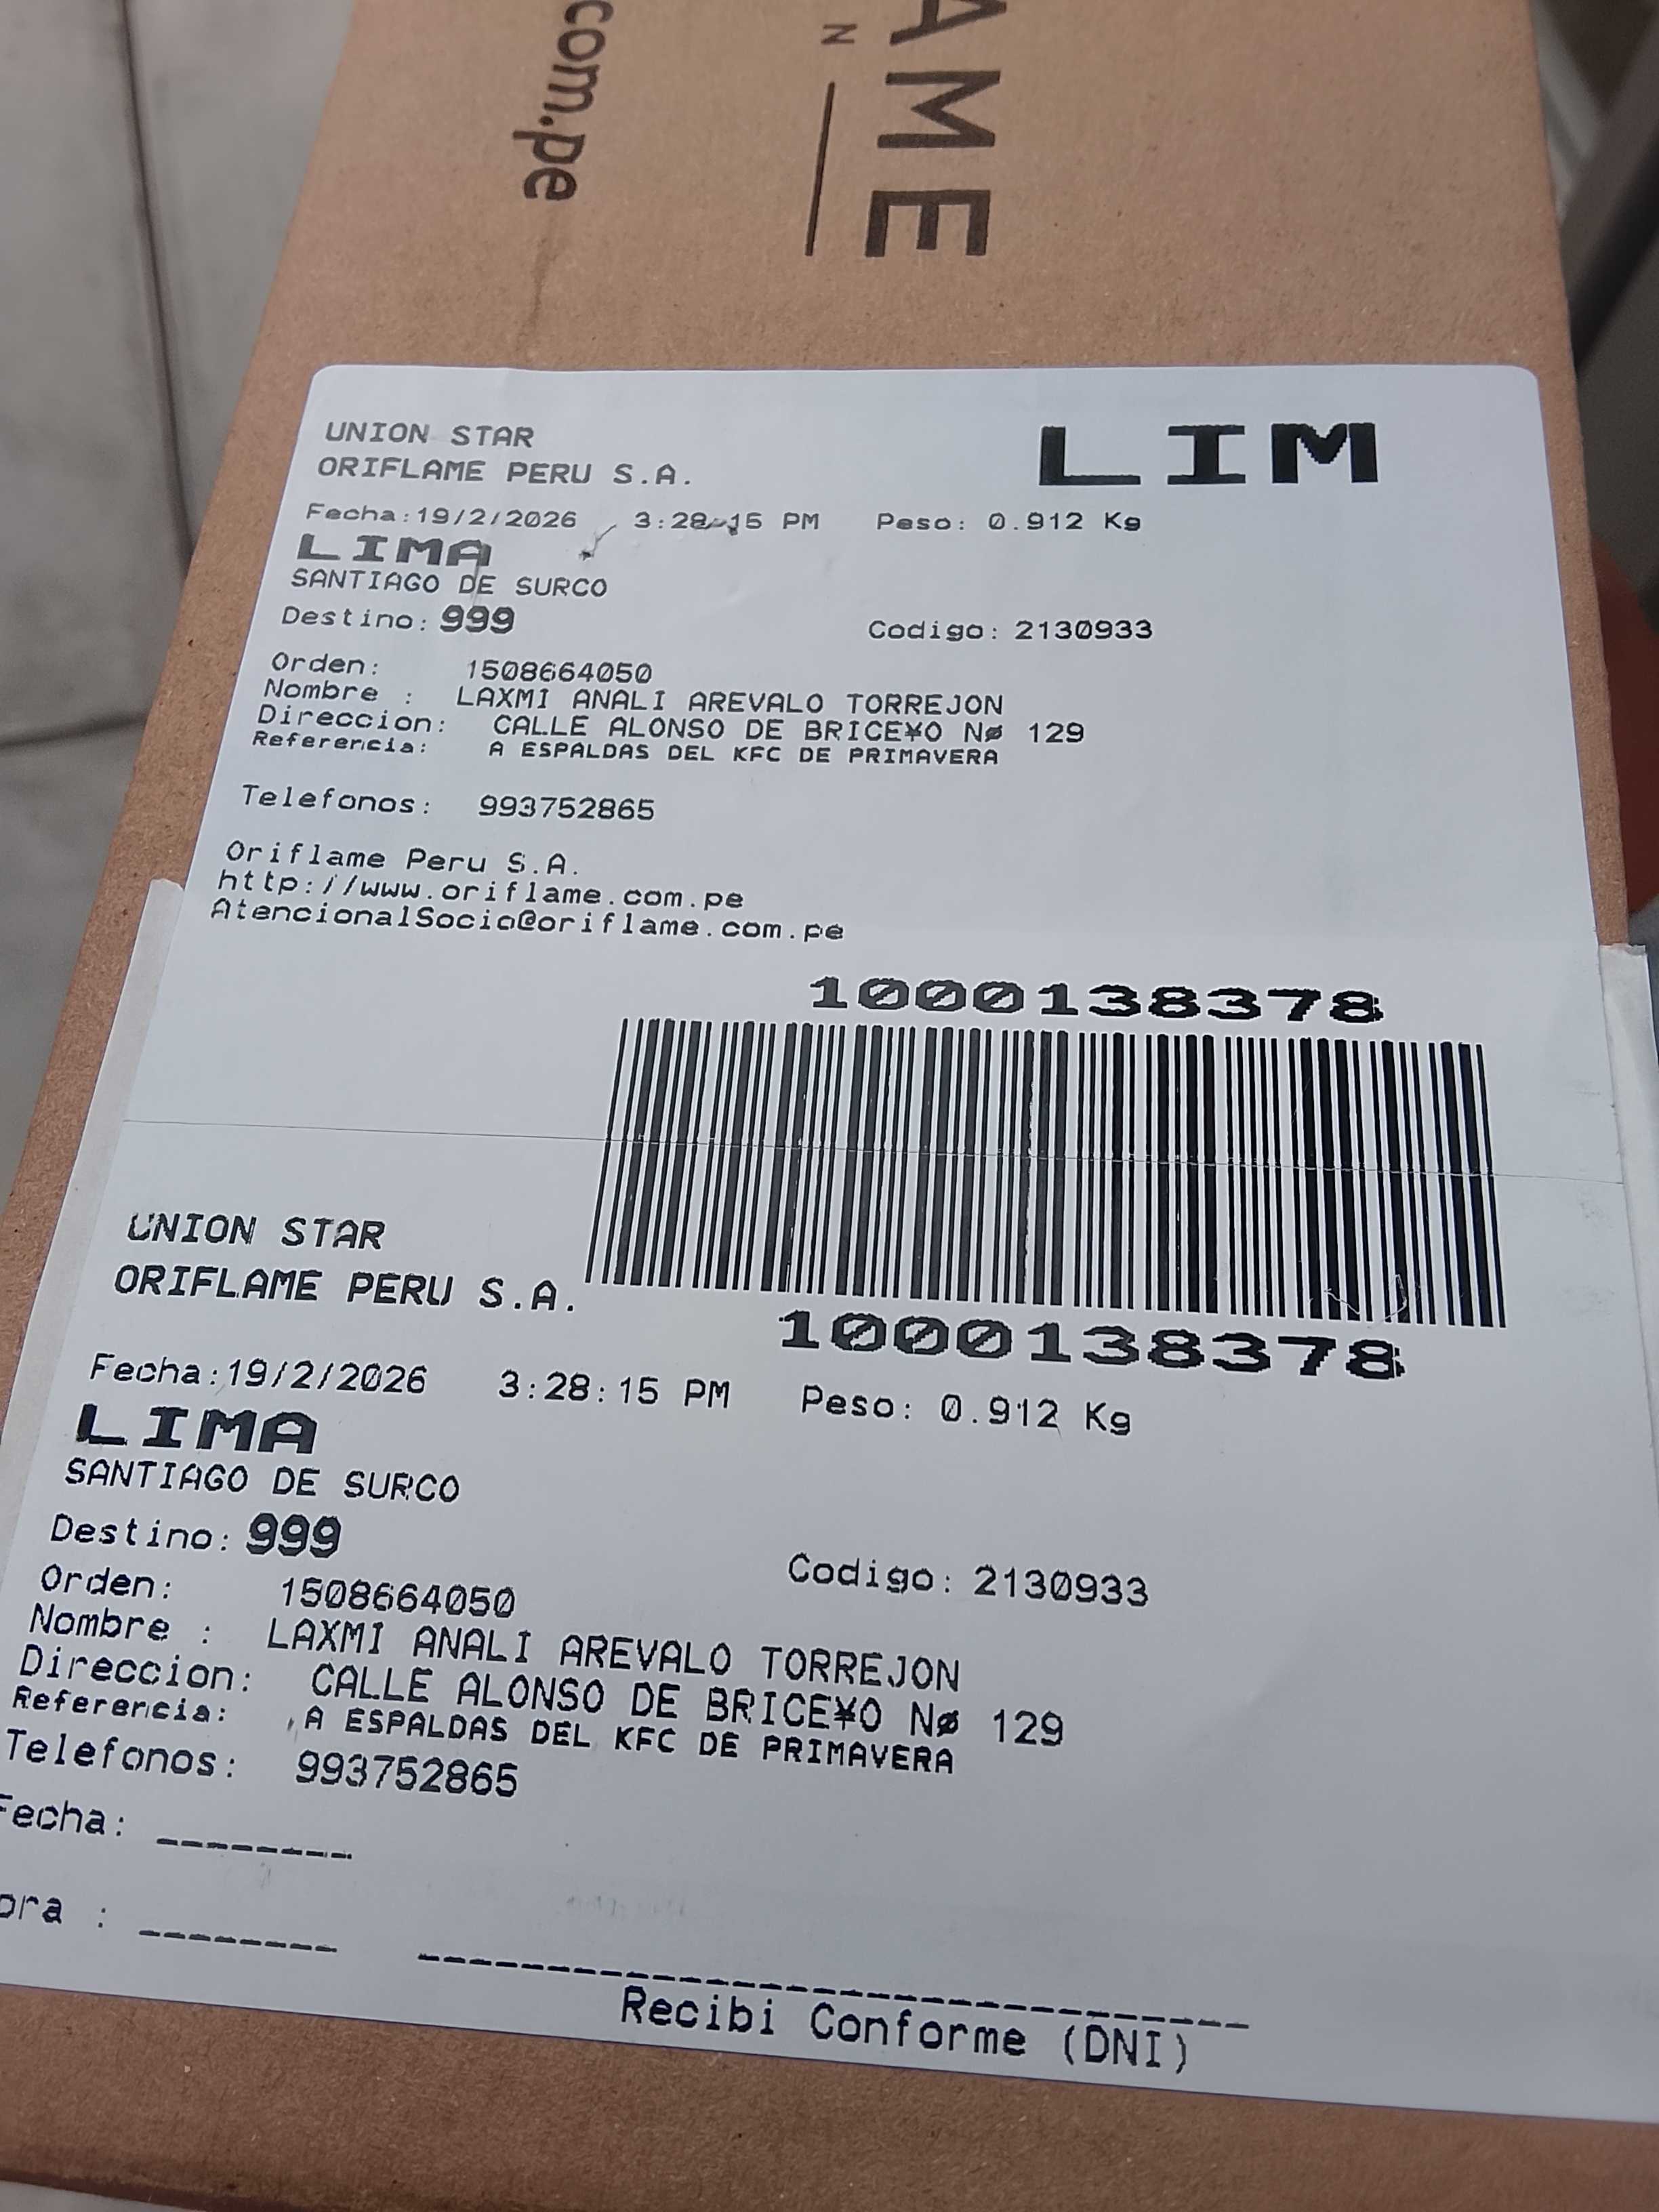 com.pe
N
AME
UNION STAR
LIM
ORIFLAME PERU S.A.
Fecha:19/2/2026 3:28:15 PM Peso: 0.912 Kg
LIMA
SANTIAGO DE SURCO
Destino: 999 Codigo: 2130933
Orden: 1508664050
Nombre : LAXMI ANALI AREVALO TORREJON
Direccion: CALLE ALONSO DE BRICE¥O Nø 129
Referencia: A ESPALDAS DEL KFC DE PRIMAVERA
Telefonos: 993752865
Oriflame Peru S.A.
http://www.oriflame.com.pe
AtencionalSocio@oriflame.com.pe
1000138378
1000138378
UNION STAR
ORIFLAME PERU S.A.
Fecha:19/2/2026 3:28:15 PM Peso: 0.912 Kg
LIMA
SANTIAGO DE SURCO
Destino: 999 Codigo: 2130933
Orden: 1508664050
Nombre : LAXMI ANALI AREVALO TORREJON
Direccion: CALLE ALONSO DE BRICE¥O Nø 129
Referencia: A ESPALDAS DEL KFC DE PRIMAVERA
Telefonos: 993752865
Fecha: ________
ora : ________
Recibi Conforme (DNI)